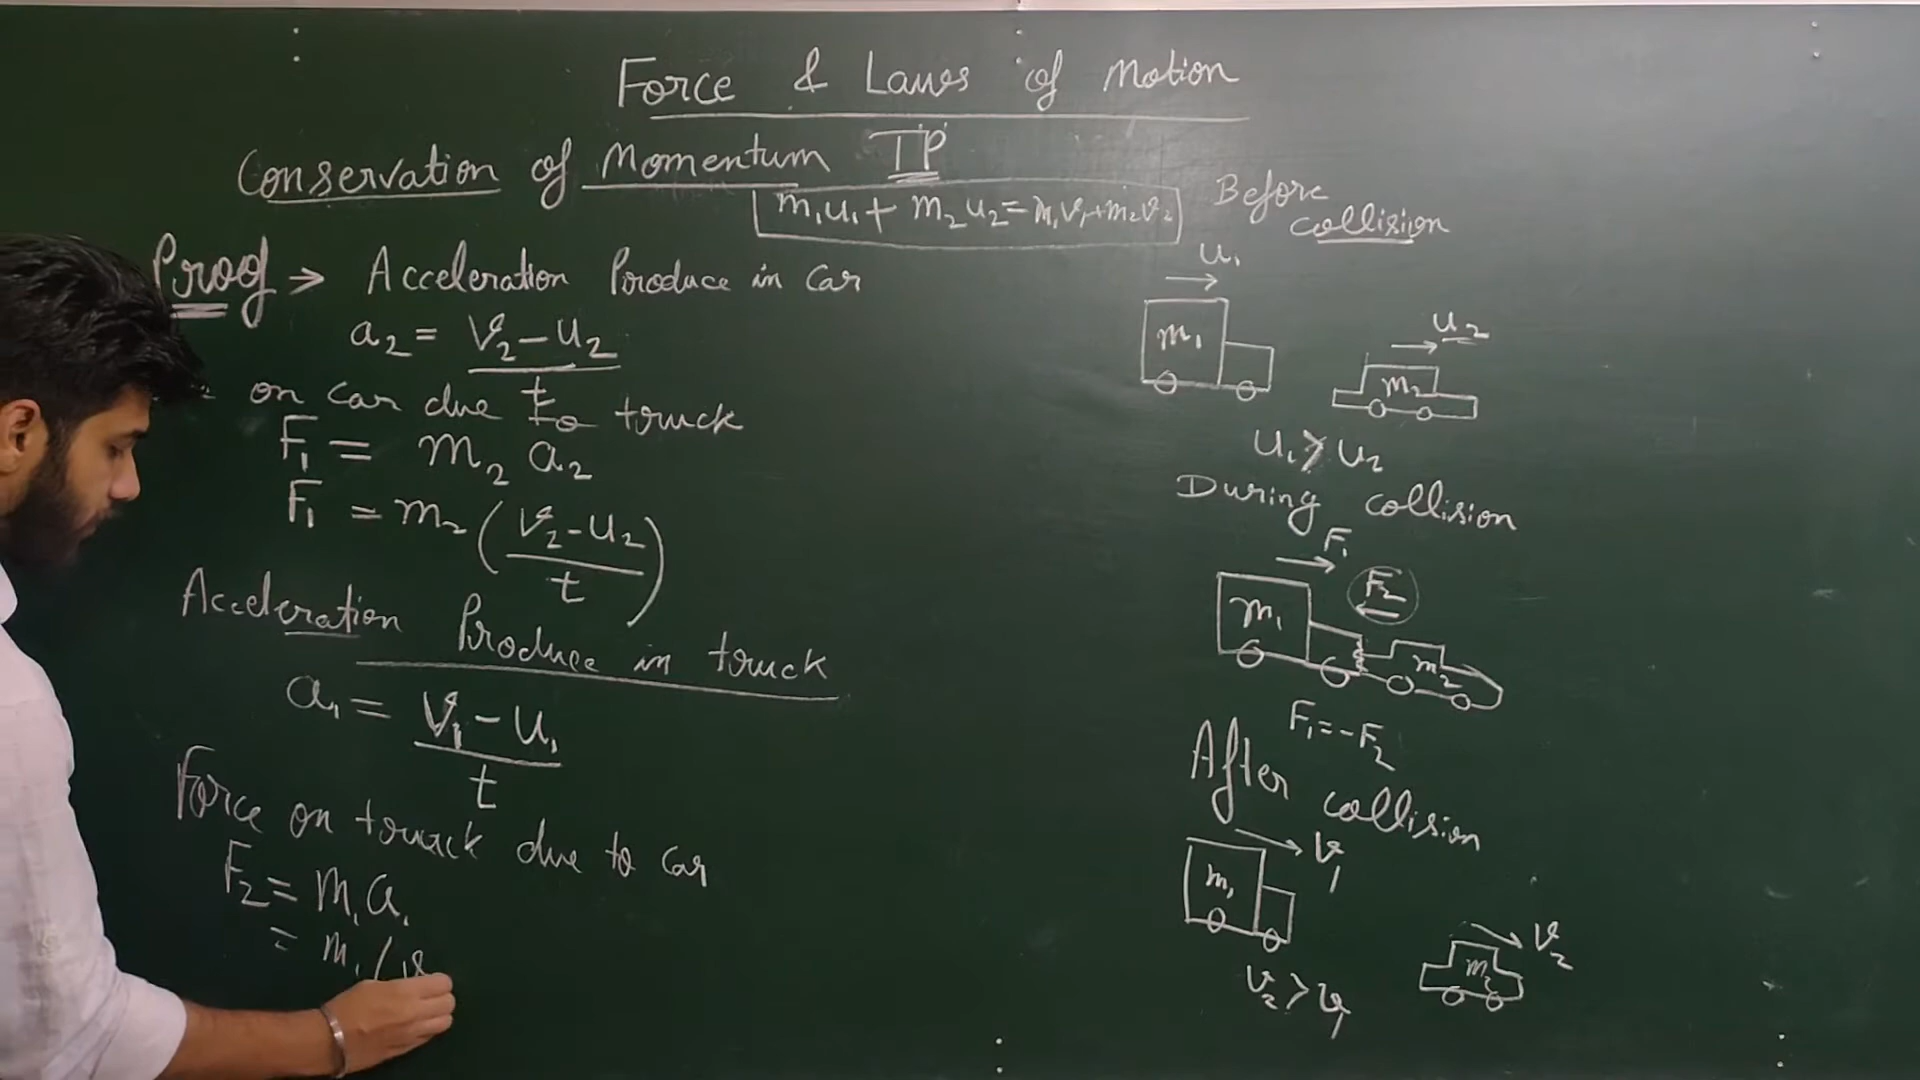 Force & Laws of Motion
Conservation of Momentum IP
m₁u₁ + m₂u₂ = m₁v₁ + m₂v₂
Proof → Acceleration Produce in car
a₂ = v₂ - u₂
t
on car due to truck
F₁ = m₂ a₂
F₁ = m₂ (v₂ - u₂
t)
Acceleration Produce in truck
a₁ = v₁ - u₁
t
Force on truck due to car
F₂ = m₁ a₁
= m₁ ( v
Before
collision
u₁
m₁
u₂
m₂
u₁ > u₂
During collision
F₁
F₂
m₁
m₂
F₁ = -F₂
After collision
v₁
m₁
v₂
m₂
v₂ > v₁